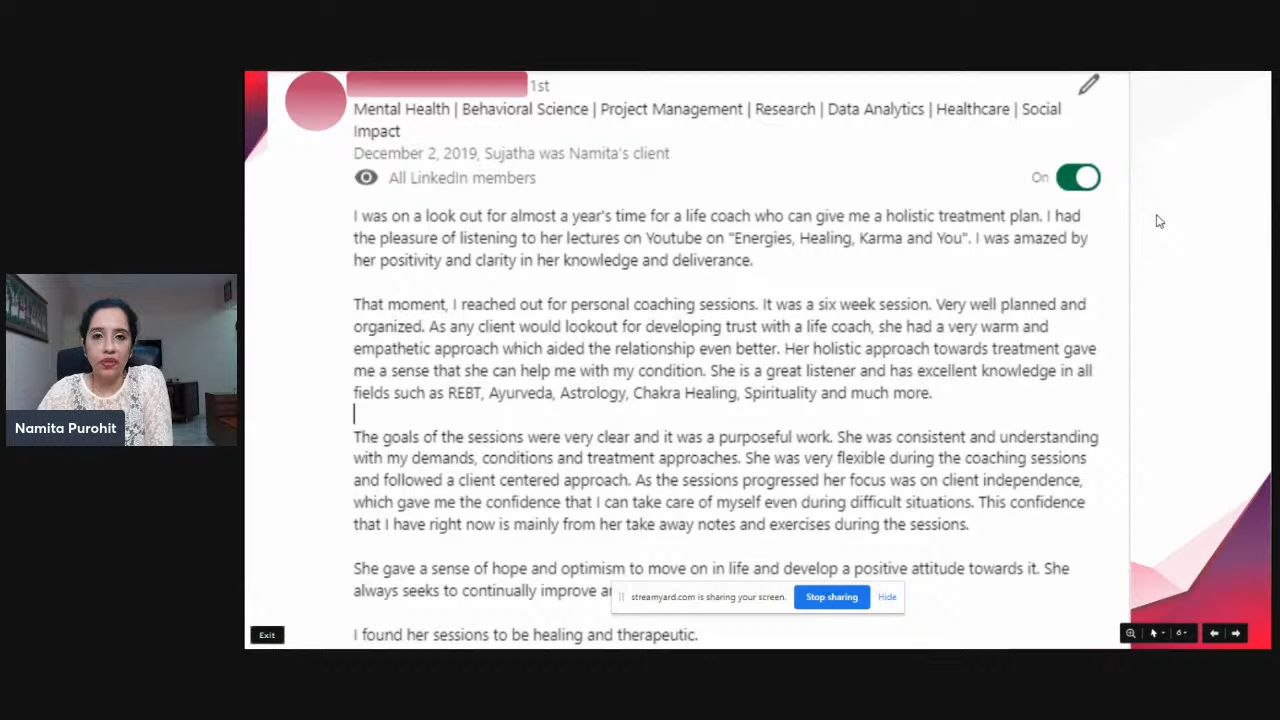 1st
Mental Health | Behavioral Science | Project Management | Research | Data Analytics | Healthcare | Social
Impact
December 2, 2019, Sujatha was Namita's client
All LinkedIn members
On
I was on a look out for almost a year's time for a life coach who can give me a holistic treatment plan. I had
the pleasure of listening to her lectures on Youtube on "Energies, Healing, Karma and You". I was amazed by
her positivity and clarity in her knowledge and deliverance.
That moment, I reached out for personal coaching sessions. It was a six week session. Very well planned and
organized. As any client would lookout for developing trust with a life coach, she had a very warm and
empathetic approach which aided the relationship even better. Her holistic approach towards treatment gave
me a sense that she can help me with my condition. She is a great listener and has excellent knowledge in all
fields such as REBT, Ayurveda, Astrology, Chakra Healing, Spirituality and much more.
The goals of the sessions were very clear and it was a purposeful work. She was consistent and understanding
with my demands, conditions and treatment approaches. She was very flexible during the coaching sessions
and followed a client centered approach. As the sessions progressed her focus was on client independence,
which gave me the confidence that I can take care of myself even during difficult situations. This confidence
that I have right now is mainly from her take away notes and exercises during the sessions.
She gave a sense of hope and optimism to move on in life and develop a positive attitude towards it. She
always seeks to continually improve
streamyard.com is sharing your screen.
Stop sharing
Hide
I found her sessions to be healing and therapeutic.
Namita Purohit
Exit
6